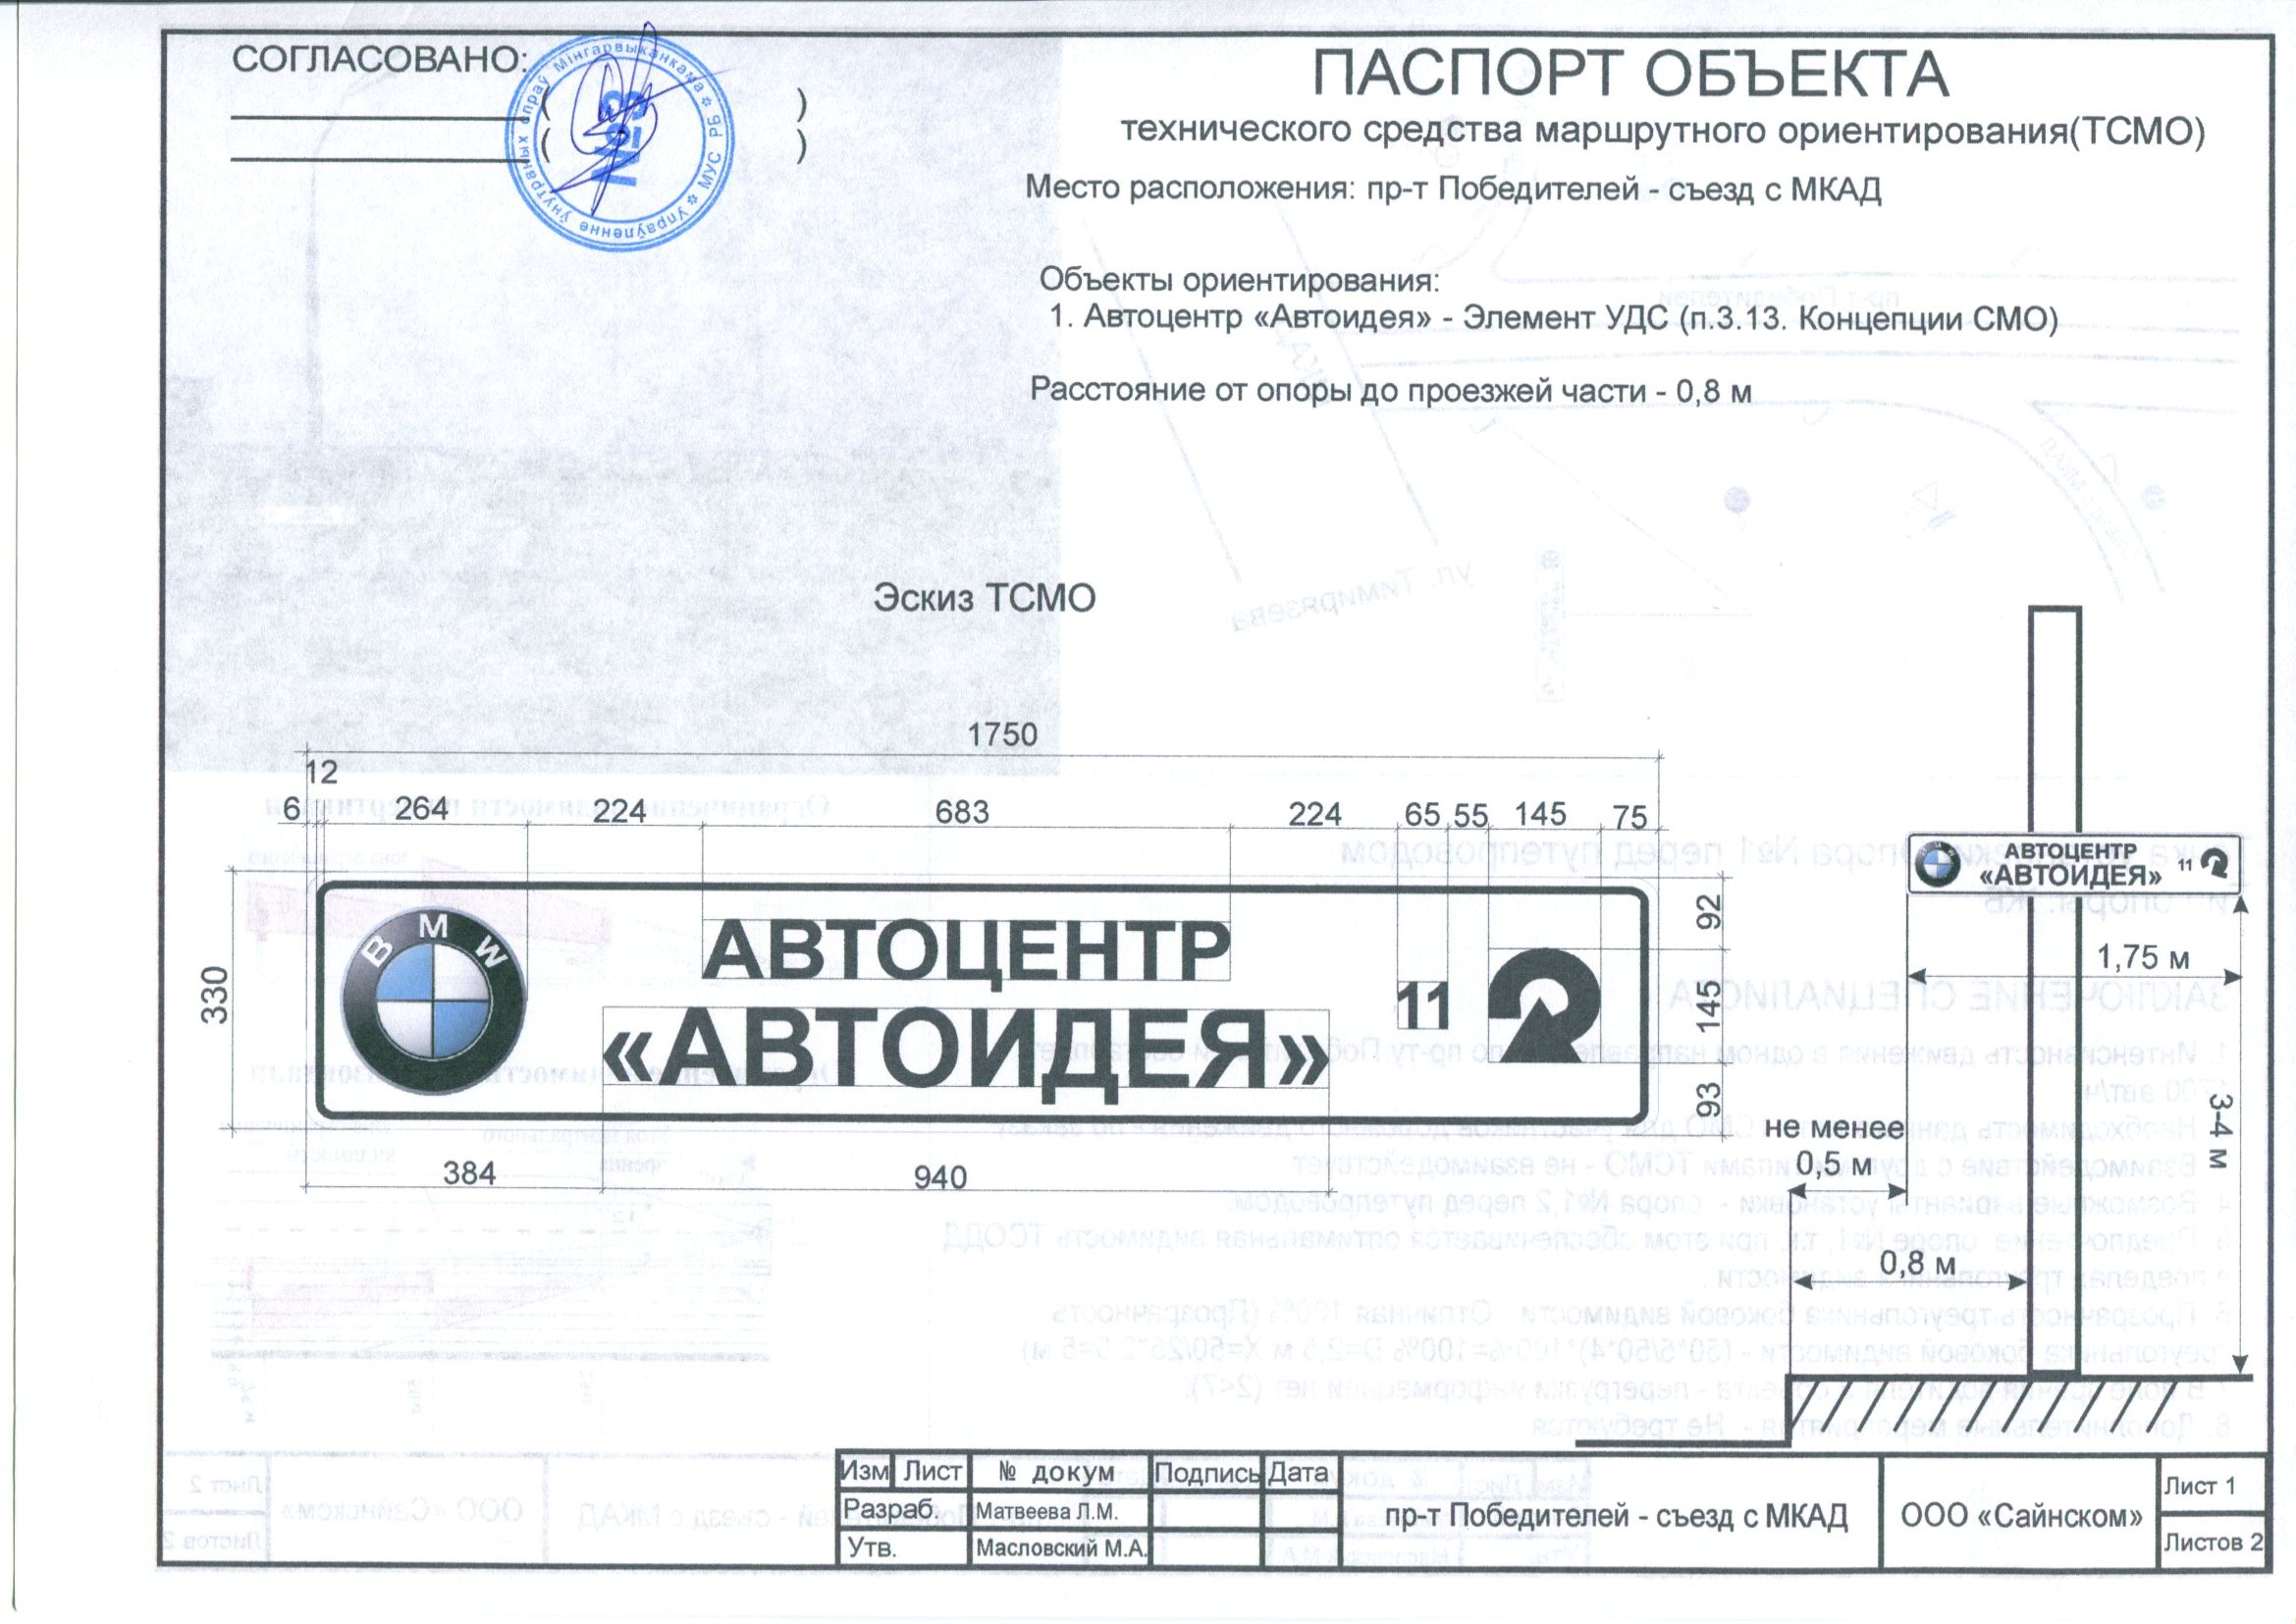 СОГЛАСОВАНО:
( )
( )
Упраўленне ўнутраных спраў Мінгарвыканкама * МУС РБ *
№9
ПАСПОРТ ОБЪЕКТА
технического средства маршрутного ориентирования(ТСМО)
Место расположения: пр-т Победителей - съезд с МКАД
Объекты ориентирования:
1. Автоцентр «Автоидея» - Элемент УДС (п.3.13. Концепции СМО)
Расстояние от опоры до проезжей части - 0,8 м
Эскиз ТСМО
1750
12
6 264 224 683 224 65 55 145 75
330
B M W
АВТОЦЕНТР
«АВТОИДЕЯ»
11
92
145
93
384 940
АВТОЦЕНТР
«АВТОИДЕЯ» 11
1,75 м
3-4 м
не менее
0,5 м
0,8 м
Изм Лист № докум Подпись Дата
Разраб Матвеева Л.М.
Утв. Масловский М.А.
пр-т Победителей - съезд с МКАД
ООО «Сайнском»
Лист 1
Листов 2